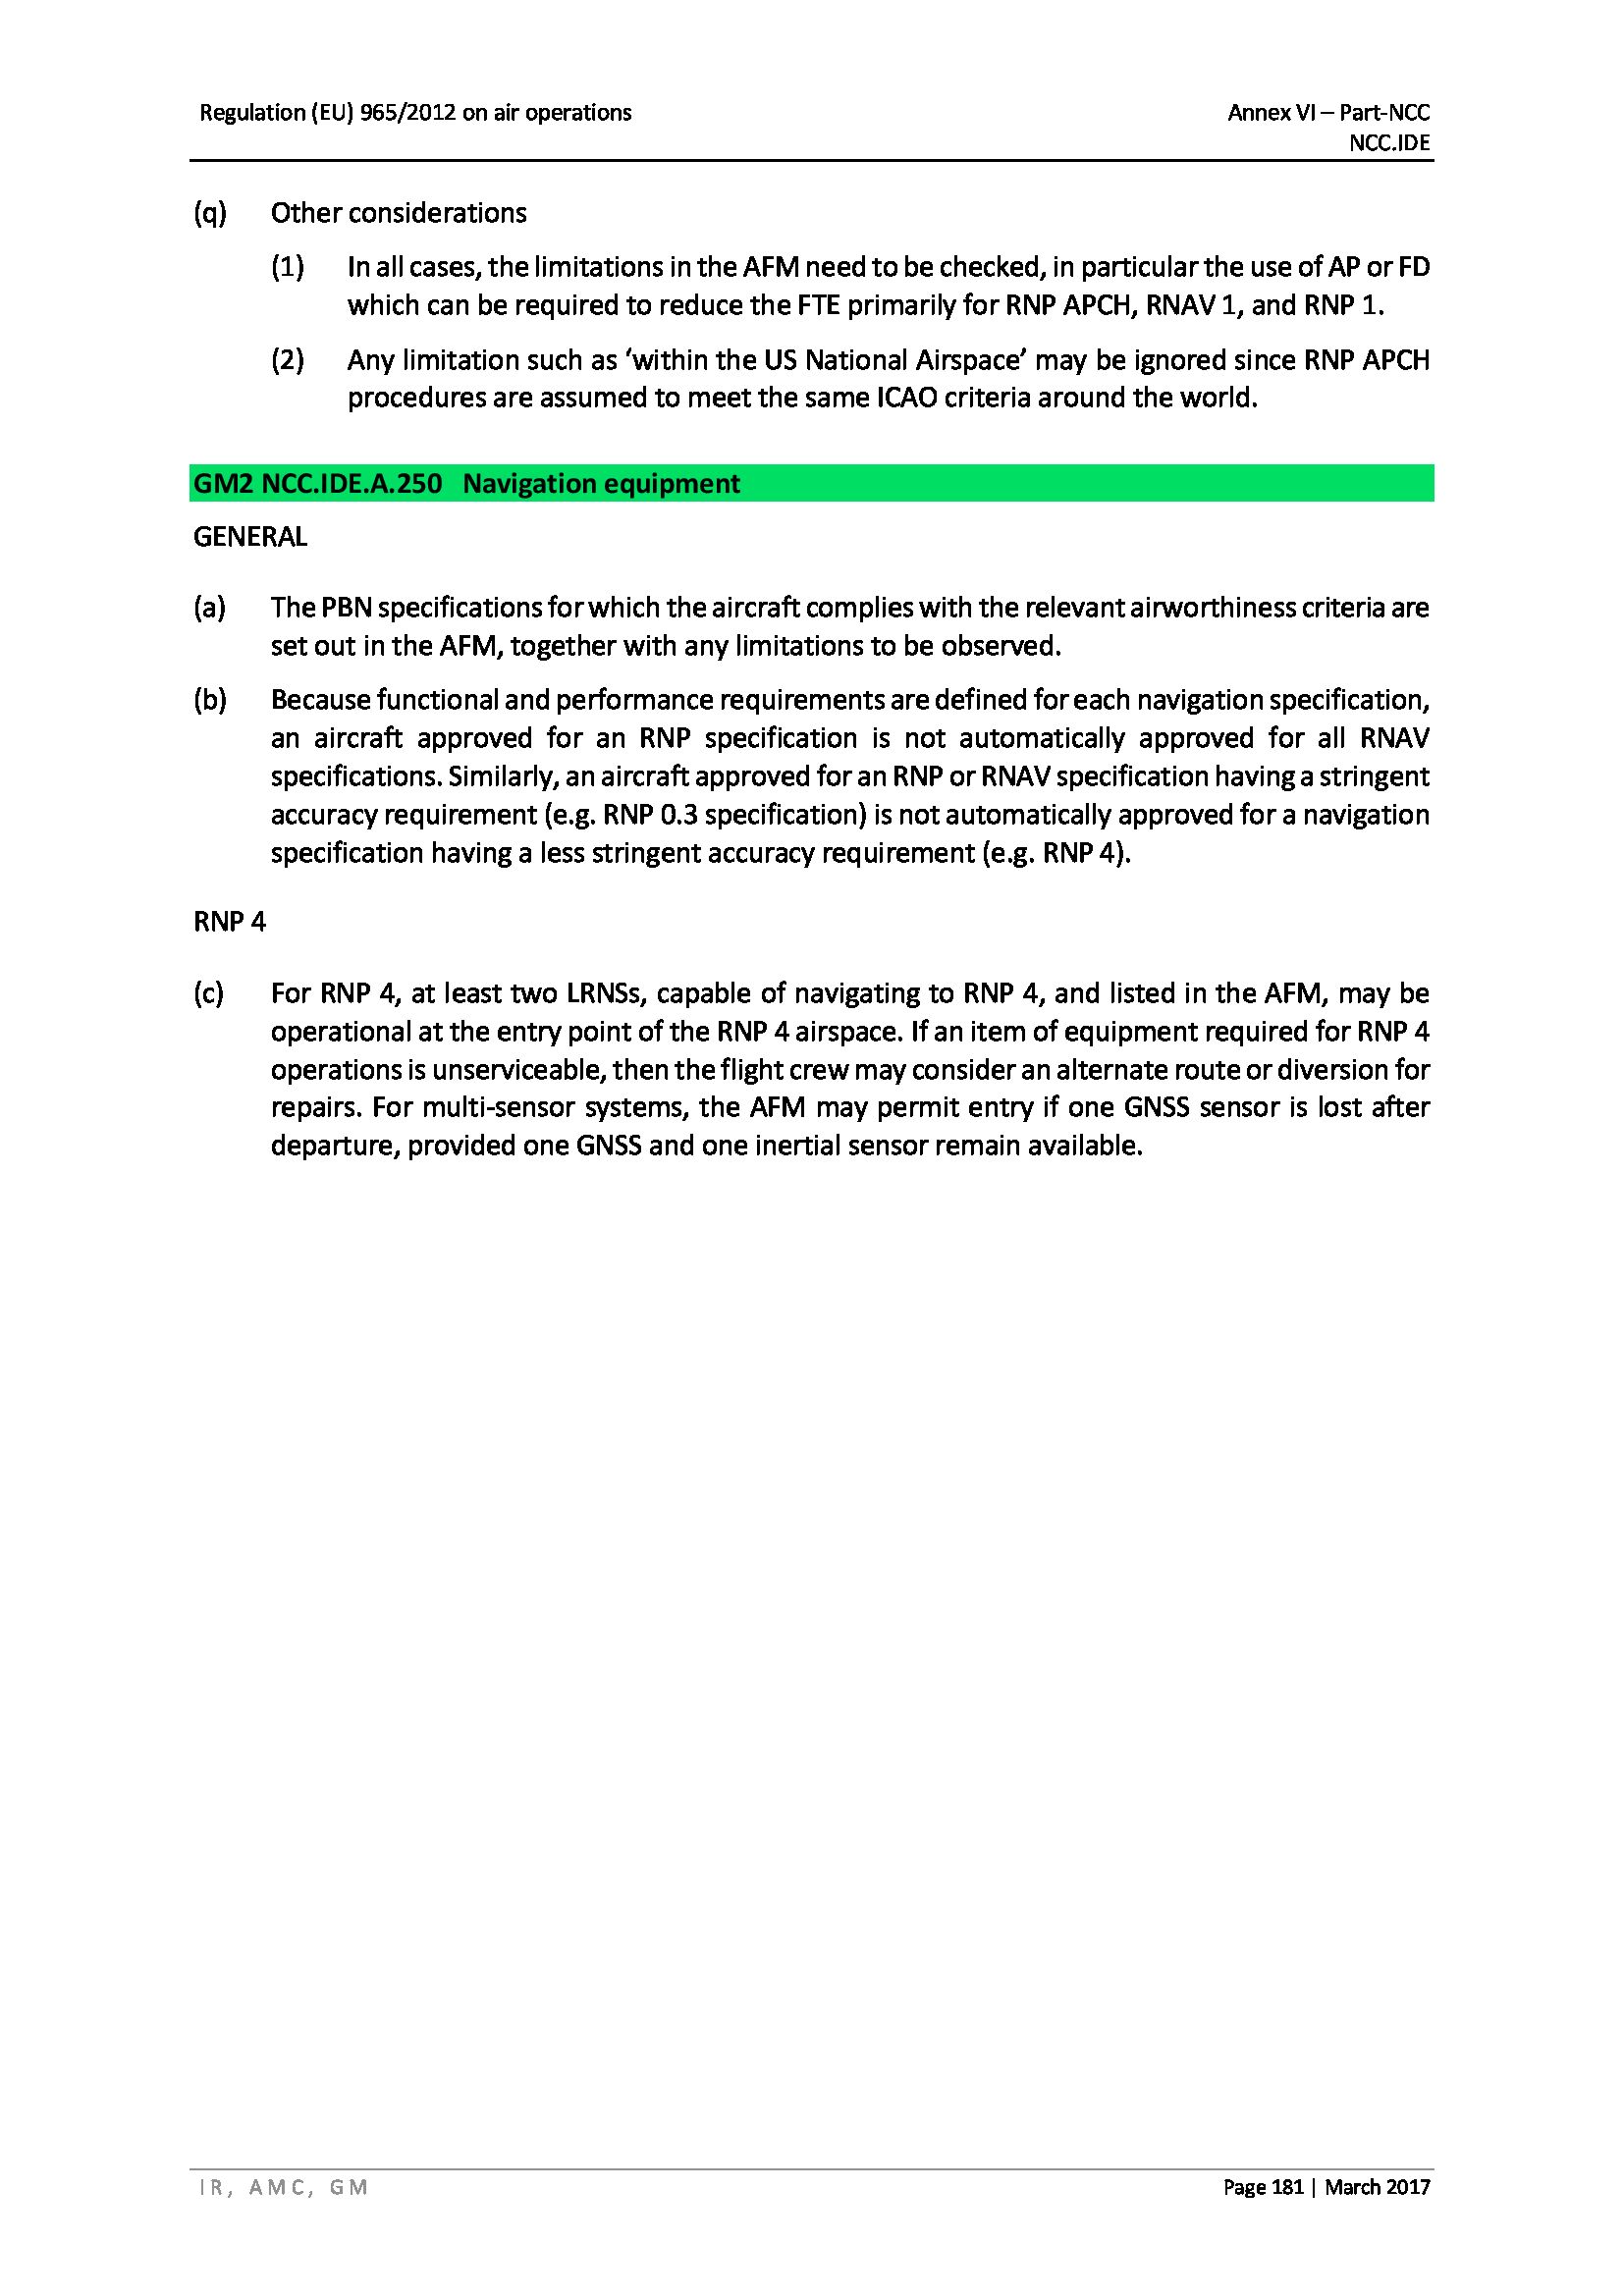 Regulation (EU) 965/2012 on air operations
Annex VI – Part-NCC
NCC.IDE
(q) Other considerations
(1) In all cases, the limitations in the AFM need to be checked, in particular the use of AP or FD
which can be required to reduce the FTE primarily for RNP APCH, RNAV 1, and RNP 1.
(2) Any limitation such as ‘within the US National Airspace’ may be ignored since RNP APCH
procedures are assumed to meet the same ICAO criteria around the world.
GM2 NCC.IDE.A.250 Navigation equipment
GENERAL
(a) The PBN specifications for which the aircraft complies with the relevant airworthiness criteria are
set out in the AFM, together with any limitations to be observed.
(b) Because functional and performance requirements are defined for each navigation specification,
an aircraft approved for an RNP specification is not automatically approved for all RNAV
specifications. Similarly, an aircraft approved for an RNP or RNAV specification having a stringent
accuracy requirement (e.g. RNP 0.3 specification) is not automatically approved for a navigation
specification having a less stringent accuracy requirement (e.g. RNP 4).
RNP 4
(c) For RNP 4, at least two LRNSs, capable of navigating to RNP 4, and listed in the AFM, may be
operational at the entry point of the RNP 4 airspace. If an item of equipment required for RNP 4
operations is unserviceable, then the flight crew may consider an alternate route or diversion for
repairs. For multi-sensor systems, the AFM may permit entry if one GNSS sensor is lost after
departure, provided one GNSS and one inertial sensor remain available.
IR, AMC, GM
Page 181 | March 2017